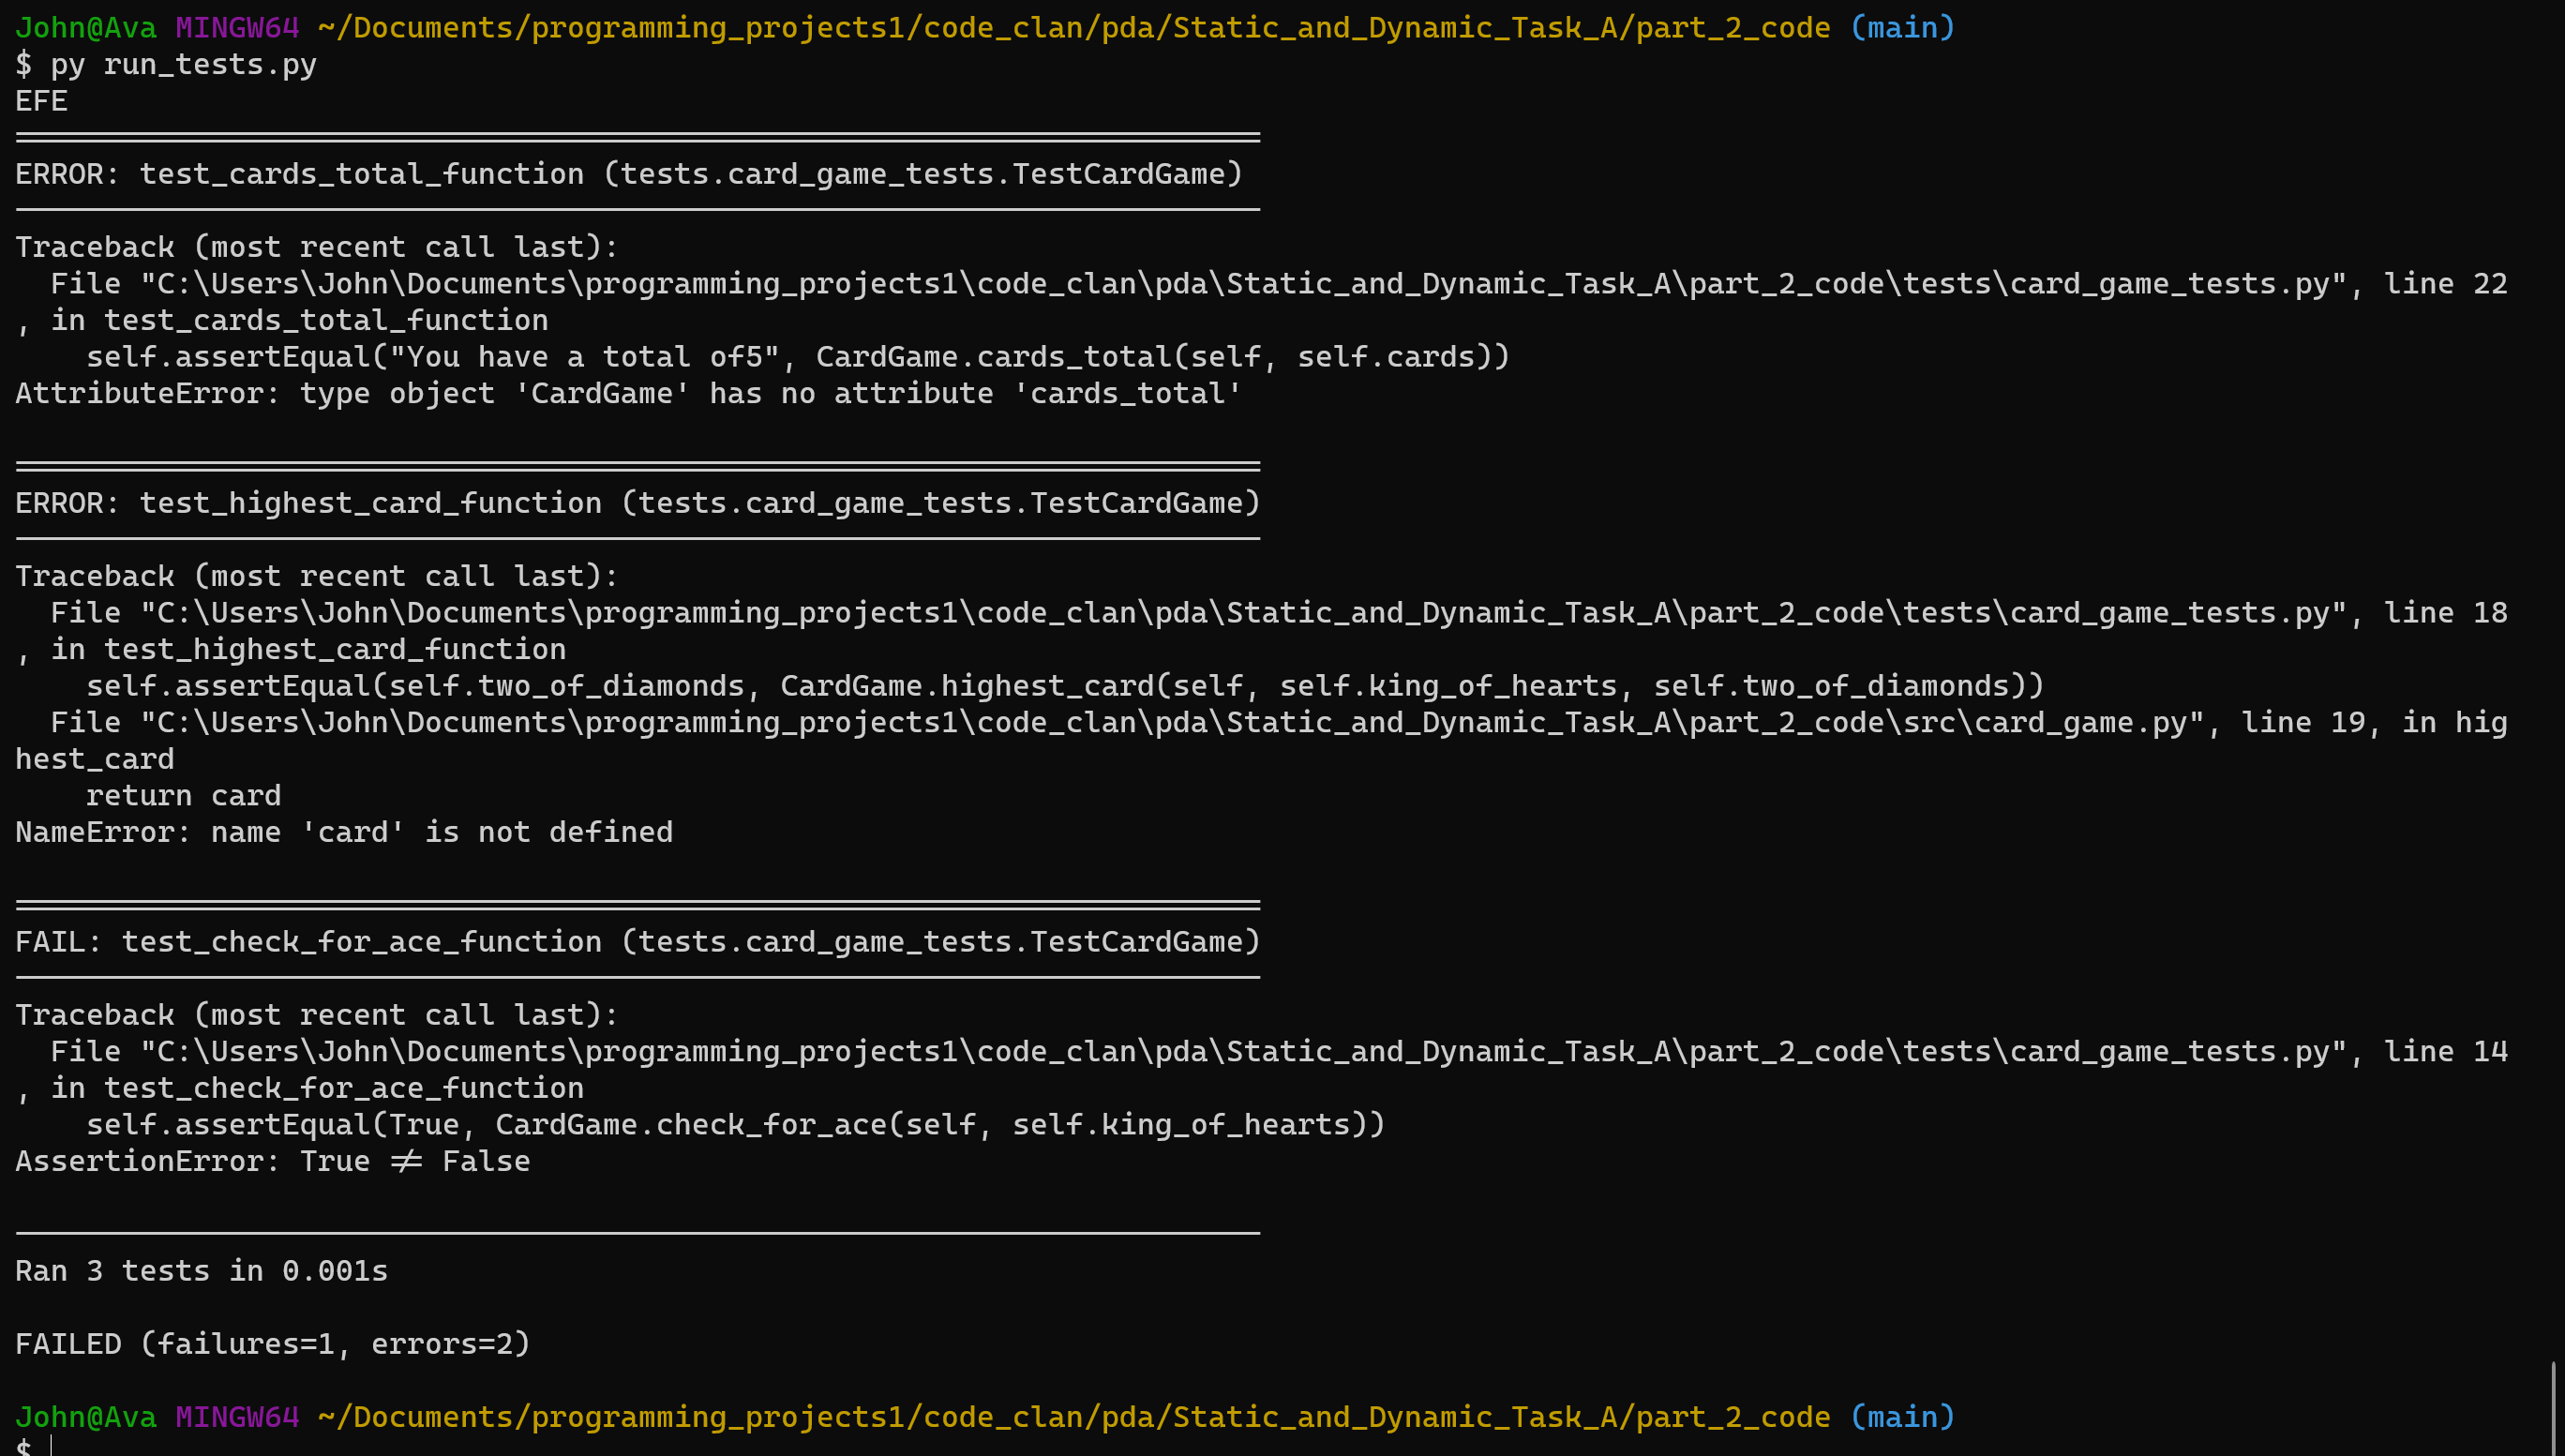 John@Ava MINGW64 ~/Documents/programming_projects1/code_clan/pda/Static_and_Dynamic_Task_A/part_2_code (main)
$ py run_tests.py
EFE
======================================================================
ERROR: test_cards_total_function (tests.card_game_tests.TestCardGame)
----------------------------------------------------------------------
Traceback (most recent call last):
  File "C:\Users\John\Documents\programming_projects1\code_clan\pda\Static_and_Dynamic_Task_A\part_2_code\tests\card_game_tests.py", line 22
, in test_cards_total_function
    self.assertEqual("You have a total of5", CardGame.cards_total(self, self.cards))
AttributeError: type object 'CardGame' has no attribute 'cards_total'

======================================================================
ERROR: test_highest_card_function (tests.card_game_tests.TestCardGame)
----------------------------------------------------------------------
Traceback (most recent call last):
  File "C:\Users\John\Documents\programming_projects1\code_clan\pda\Static_and_Dynamic_Task_A\part_2_code\tests\card_game_tests.py", line 18
, in test_highest_card_function
    self.assertEqual(self.two_of_diamonds, CardGame.highest_card(self, self.king_of_hearts, self.two_of_diamonds))
  File "C:\Users\John\Documents\programming_projects1\code_clan\pda\Static_and_Dynamic_Task_A\part_2_code\src\card_game.py", line 19, in hig
hest_card
    return card
NameError: name 'card' is not defined

======================================================================
FAIL: test_check_for_ace_function (tests.card_game_tests.TestCardGame)
----------------------------------------------------------------------
Traceback (most recent call last):
  File "C:\Users\John\Documents\programming_projects1\code_clan\pda\Static_and_Dynamic_Task_A\part_2_code\tests\card_game_tests.py", line 14
, in test_check_for_ace_function
    self.assertEqual(True, CardGame.check_for_ace(self, self.king_of_hearts))
AssertionError: True != False

----------------------------------------------------------------------
Ran 3 tests in 0.001s

FAILED (failures=1, errors=2)

John@Ava MINGW64 ~/Documents/programming_projects1/code_clan/pda/Static_and_Dynamic_Task_A/part_2_code (main)
$